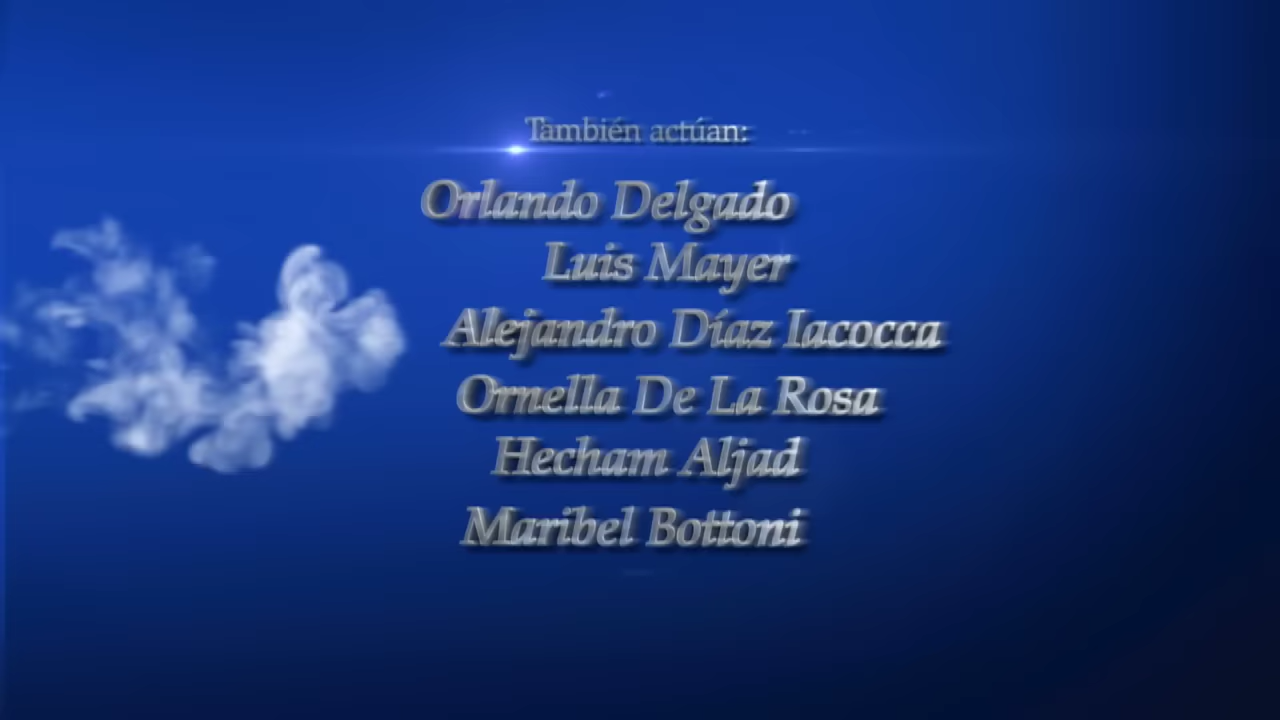 También actúan:
Orlando Delgado
Luis Mayer
Alejandro Díaz Iacocca
Ornella De La Rosa
Hecham Aljad
Maribel Bottoni